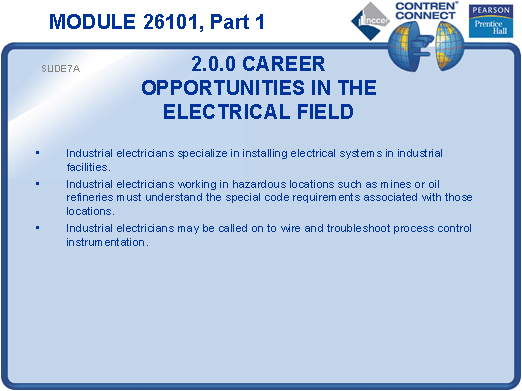 MODULE 26101, Part 1
nccer
CONTREN
CONNECT
PEARSON
Prentice
Hall
SLIDE 7A
2.0.0 CAREER
OPPORTUNITIES IN THE
ELECTRICAL FIELD
• Industrial electricians specialize in installing electrical systems in industrial
facilities.
• Industrial electricians working in hazardous locations such as mines or oil
refineries must understand the special code requirements associated with those
locations.
• Industrial electricians may be called on to wire and troubleshoot process control
instrumentation.